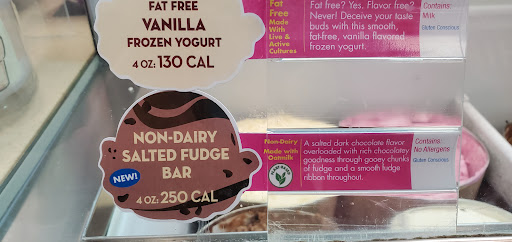 FAT FREE
VANILLA
FROZEN YOGURT
4 OZ: 130 CAL
Fat
Free
Made
With
Live &
Active
Cultures
Fat free? Yes. Flavor free?
Never! Deceive your taste
buds with this smooth,
fat-free, vanilla flavored
frozen yogurt.
Contains:
Milk
Gluten Conscious
NON-DAIRY
SALTED FUDGE
BAR
NEW!
4 OZ: 250 CAL
Non-Dairy
Made with
Oatmilk
A salted dark chocolate flavor
overloaded with rich chocolatey
goodness through gooey chunks
of fudge and a smooth fudge
ribbon throughout.
Contains:
No Allergens
Gluten Conscious